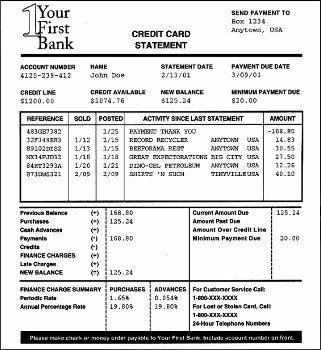 1 Your First Bank
SEND PAYMENT TO
Box 1234
Anytown, USA
CREDIT CARD STATEMENT
ACCOUNT NUMBER NAME STATEMENT DATE PAYMENT DUE DATE
4125-239-412 John Doe 2/13/01 3/09/01
CREDIT LINE CREDIT AVAILABLE NEW BALANCE MINIMUM PAYMENT DUE
$1200.00 $1074.76 $125.24 $20.00
REFERENCE SOLD POSTED ACTIVITY SINCE LAST STATEMENT AMOUNT
483GE7382 1/25 PAYMENT THANK YOU -168.80
32F349ER3 1/12 1/15 RECORD RECYCLER ANYTOWN USA 14.83
89102DIS2 1/13 1/15 BEEFORAMA REST ANYTOWN USA 30.55
NX34FJD32 1/18 1/18 GREAT EXPECTORATIONS BIG CITY USA 27.50
84RT3293A 1/20 1/21 DINO-GEL PETROLEUM ANYTOWN USA 12.26
873DWS321 2/09 2/09 SHIRTS 'N SUCH TINYVILLE USA 40.10
Previous Balance (+) 168.80 Current Amount Due 125.24
Purchases (+) 125.24 Amount Past Due
Cash Advances (+) Amount Over Credit Line
Payments (-) 168.80 Minimum Payment Due 20.00
Credits (-)
FINANCE CHARGES (+)
Late Charges (+)
NEW BALANCE (=) 125.24
FINANCE CHARGE SUMMARY PURCHASES ADVANCES For Customer Service Call:
Periodic Rate 1.65% 0.054% 1-800-XXX-XXXX
Annual Percentage Rate 19.80% 19.80% For Lost or Stolen Card, Call:
1-800-XXX-XXXX
24-Hour Telephone Numbers
Please make check or money order payable to Your First Bank. Include account number on front.